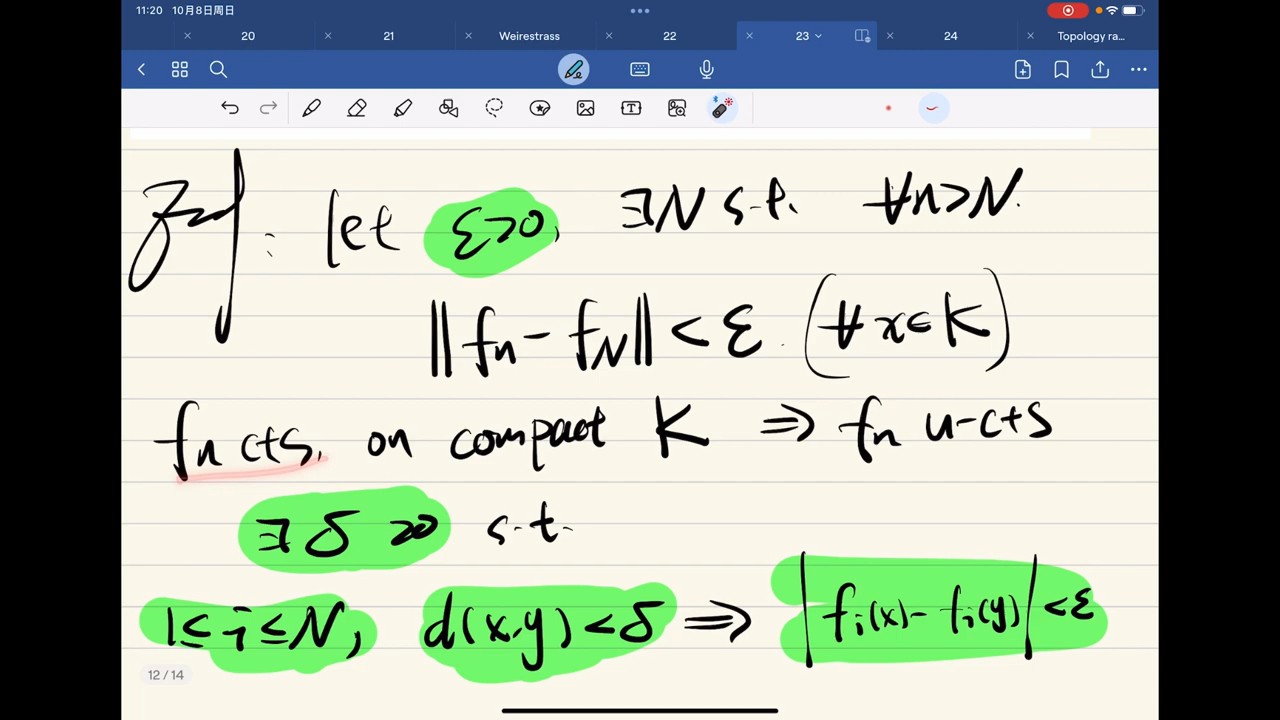 11:20 10月8日周日
20 21 Weirestrass 22 23 24 Topology ra...
Proof: let ε>0, ∃N s.t. ∀n>N.
||fn - fN|| < ε. (∀x∈K)
fn cts. on compact K ⇒ fn u-cts
∃δ>0 s.t.
1≤i≤N, d(x,y)<δ ⇒ |fi(x)-fi(y)|<ε
12 / 14